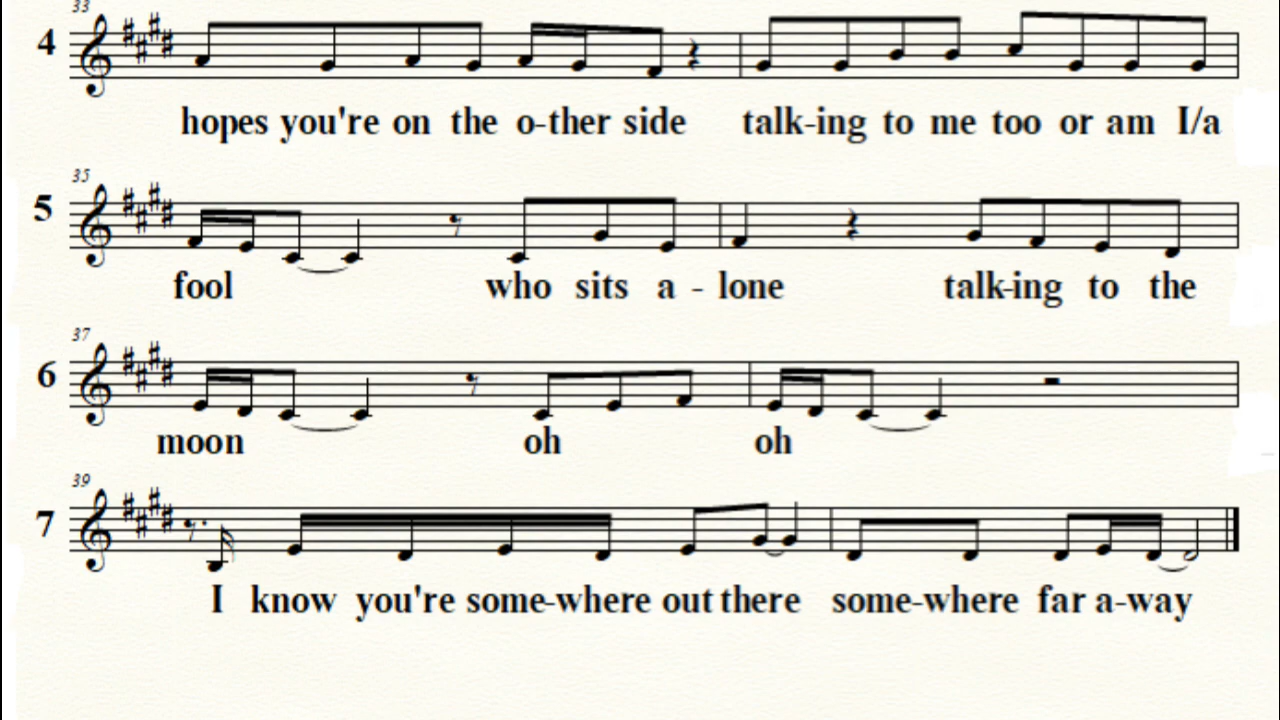 33
4
hopes you're on the o-ther side talk-ing to me too or am I/a
35
5
fool who sits a - lone talk-ing to the
37
6
moon oh oh
39
7
I know you're some-where out there some-where far a-way